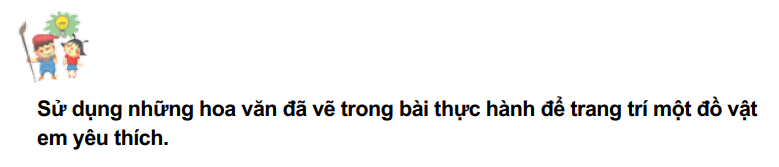 Sử dụng những hoa văn đã vẽ trong bài thực hành để trang trí một đồ vật
em yêu thích.